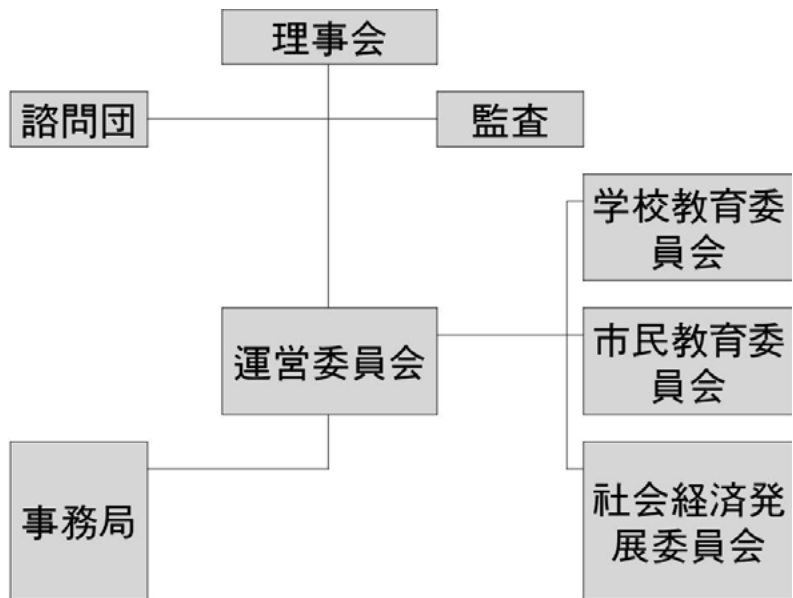 理事会
諮問団
監査
学校教育委
員会
運営委員会
市民教育委
員会
事務局
社会経済発
展委員会